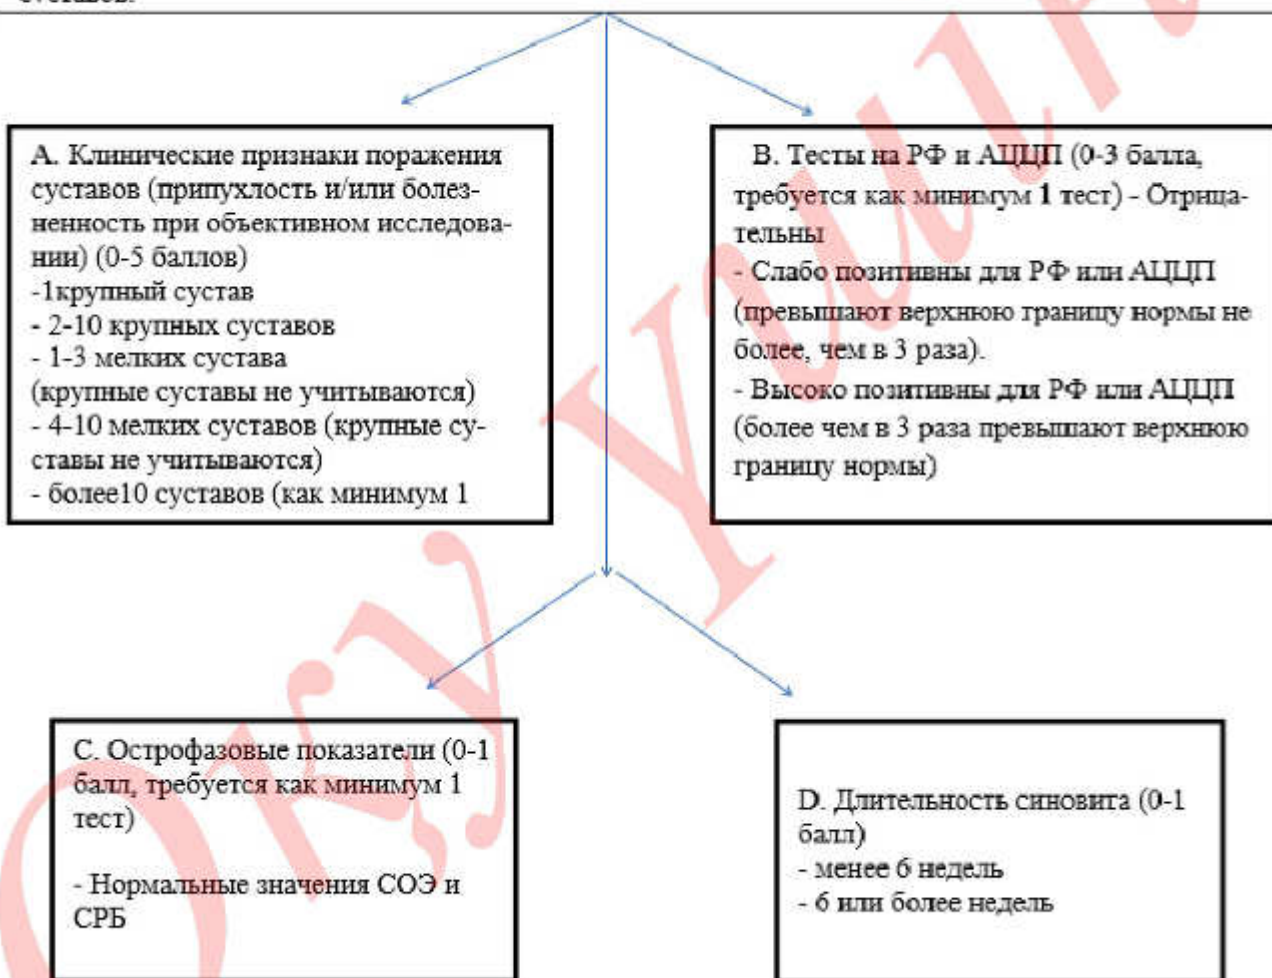 А. Клинические признаки поражения
суставов (припухлость и/или болез-
ненность при объективном исследова-
нии) (0-5 баллов)
-1крупный сустав
- 2-10 крупных суставов
- 1-3 мелких сустава
(крупные суставы не учитываются)
- 4-10 мелких суставов (крупные су-
ставы не учитываются)
- более10 суставов (как минимум 1
В. Тесты на РФ и АЦЦП (0-3 балла,
требуется как минимум 1 тест) - Отрица-
тельны
- Слабо позитивны для РФ или АЦЦП
(превышают верхнюю границу нормы не
более, чем в 3 раза).
- Высоко позитивны для РФ или АЦЦП
(более чем в 3 раза превышают верхнюю
границу нормы)
С. Острофазовые показатели (0-1
балл, требуется как минимум 1
тест)
- Нормальные значения СОЭ и
СРБ
D. Длительность синовита (0-1
балл)
- менее 6 недель
- 6 или более недель
Оқу